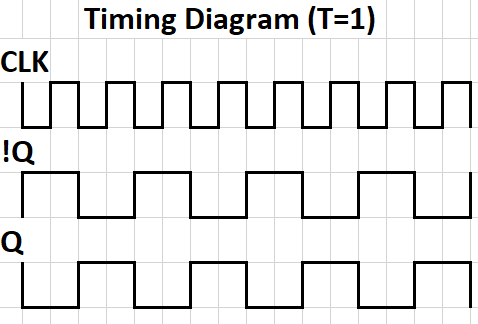 Timing Diagram (T=1)
CLK
!Q
Q